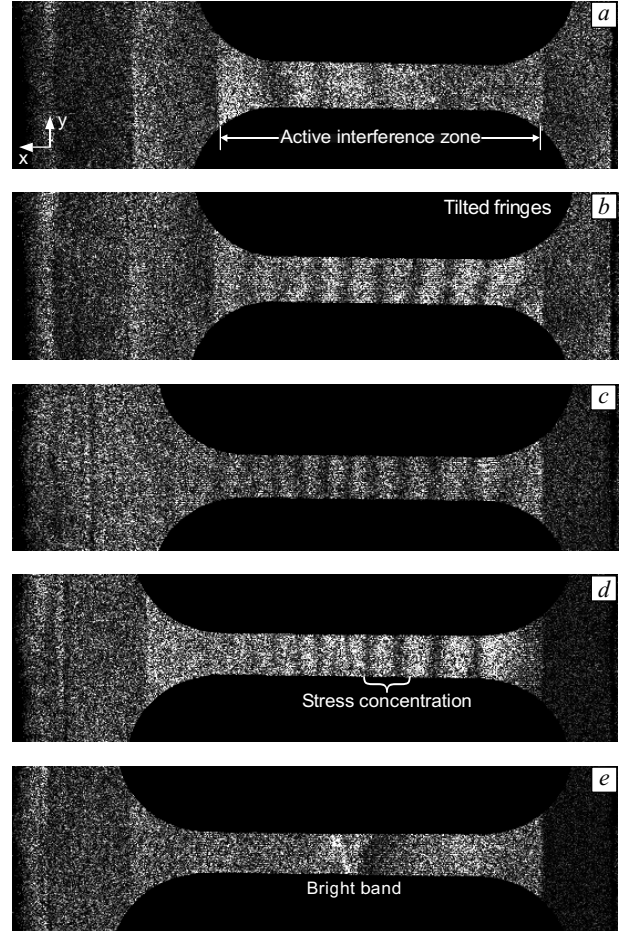 a
y
x
Active interference zone
Tilted fringes
b
c
d
Stress concentration
e
Bright band